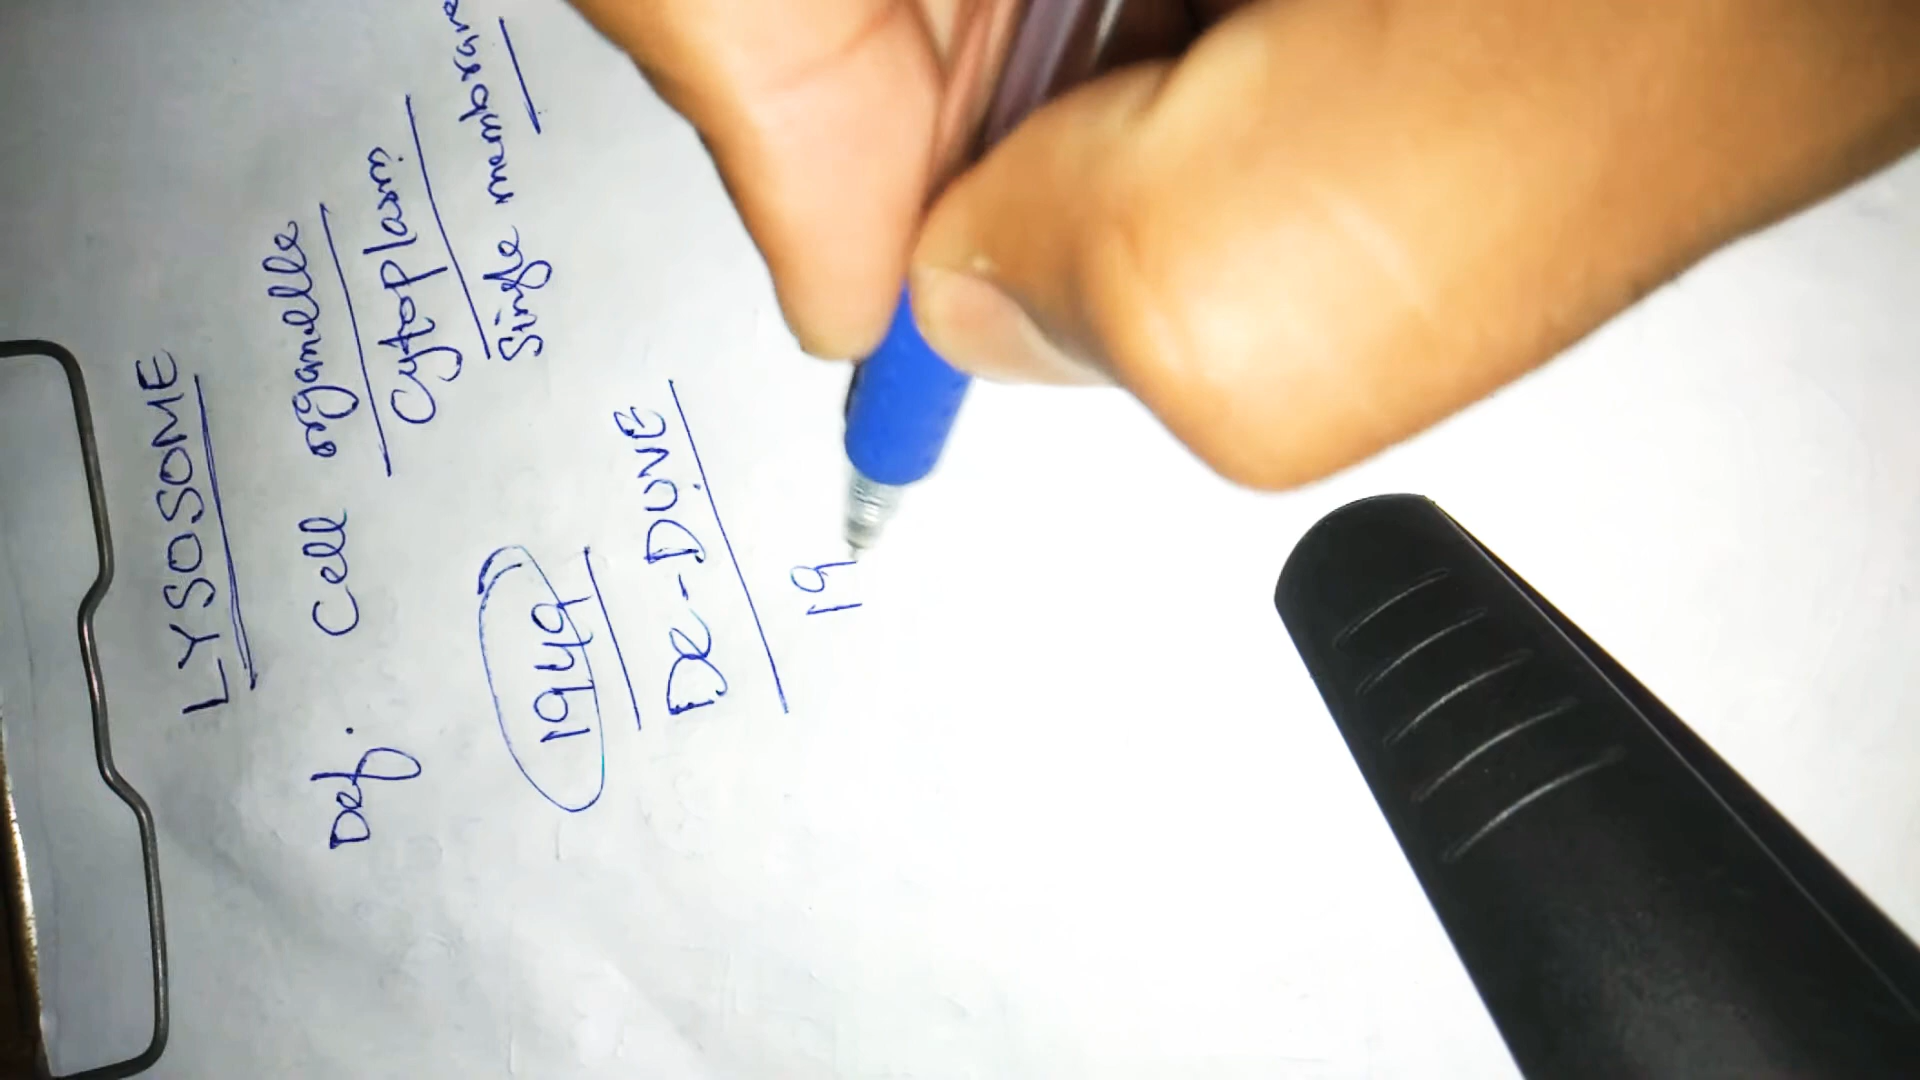 LYSOSOME
Def. Cell organelle
Cytoplasm
Single membrane
1949
De-DUVE
19